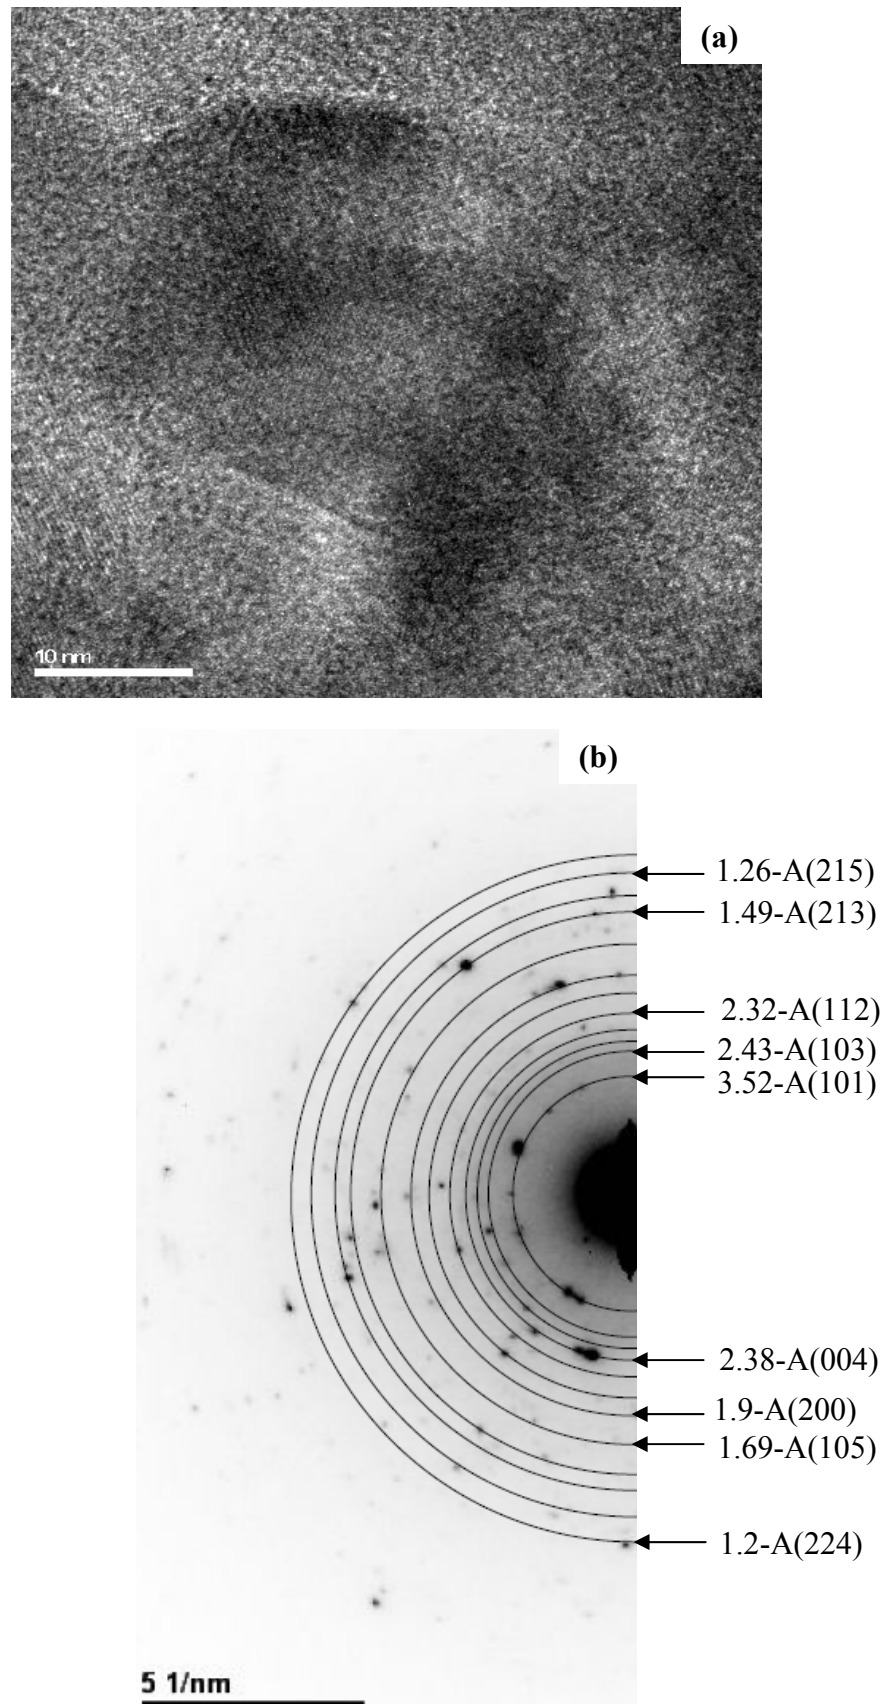 (a)
10 nm
(b)
1.26-A(215)
1.49-A(213)
2.32-A(112)
2.43-A(103)
3.52-A(101)
2.38-A(004)
1.9-A(200)
1.69-A(105)
1.2-A(224)
5 1/nm